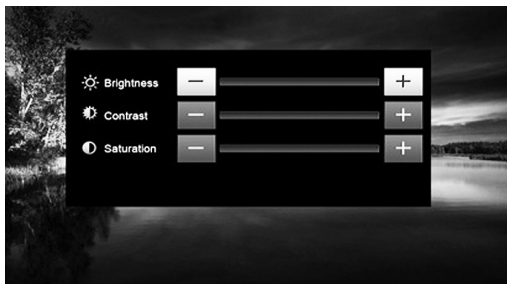 Brightness − +
Contrast − +
Saturation − +